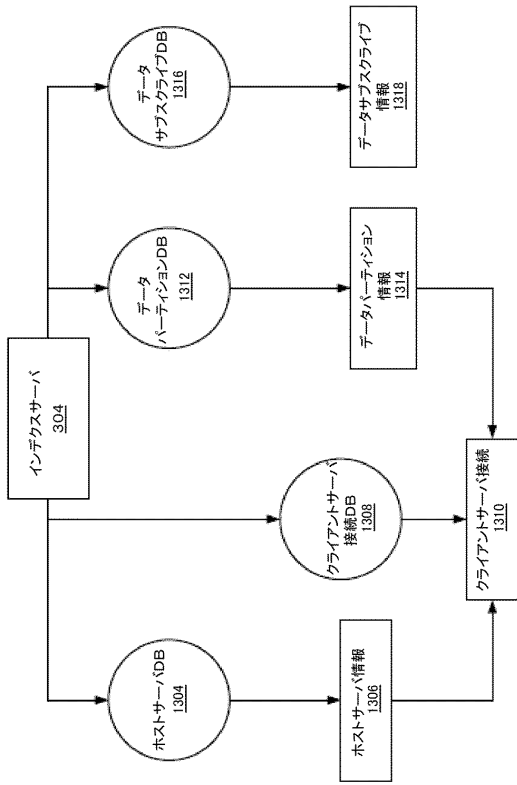 インデクスサーバ
304
ホストサーバDB
1304
クライアントサーバ
接続DB
1308
データ
パーティションDB
1312
データ
サブスクライブDB
1316
ホストサーバ情報
1306
クライアントサーバ接続
1310
データパーティション
情報
1314
データサブスクライブ
情報
1318